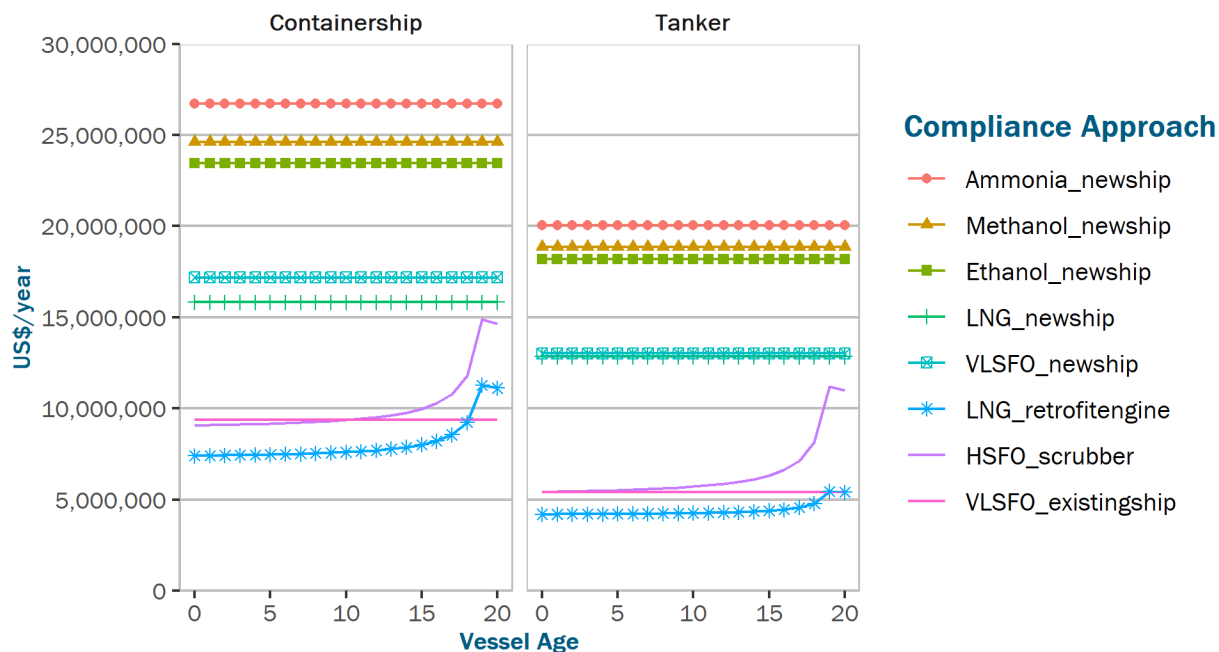 Containership
Tanker
30,000,000
25,000,000
20,000,000
15,000,000
10,000,000
5,000,000
0
US$/year
0 5 10 15 20
0 5 10 15 20
Vessel Age
Compliance Approach
Ammonia_newship
Methanol_newship
Ethanol_newship
LNG_newship
VLSFO_newship
LNG_retrofitengine
HSFO_scrubber
VLSFO_existingship